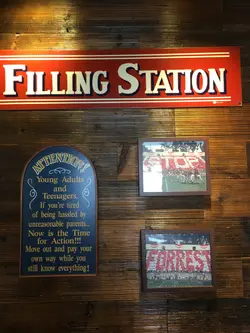 FILLING STATION
ATTENTION!
Young Adults
and
Teenagers.
If you're tired
of being hassled by
unreasonable parents..
Now is the Time
for Action!!!
Move out and pay your
own way while you
still know everything!
STOP
FORREST